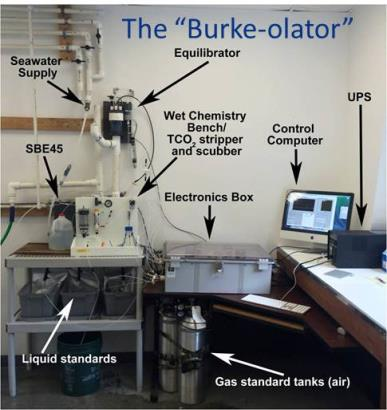 The "Burke-olator"
Equilibrator
Seawater
Supply
UPS
Wet Chemistry
Bench/
TCO2 stripper
and scubber
Control
Computer
SBE45
Electronics Box
Liquid standards
Gas standard tanks (air)